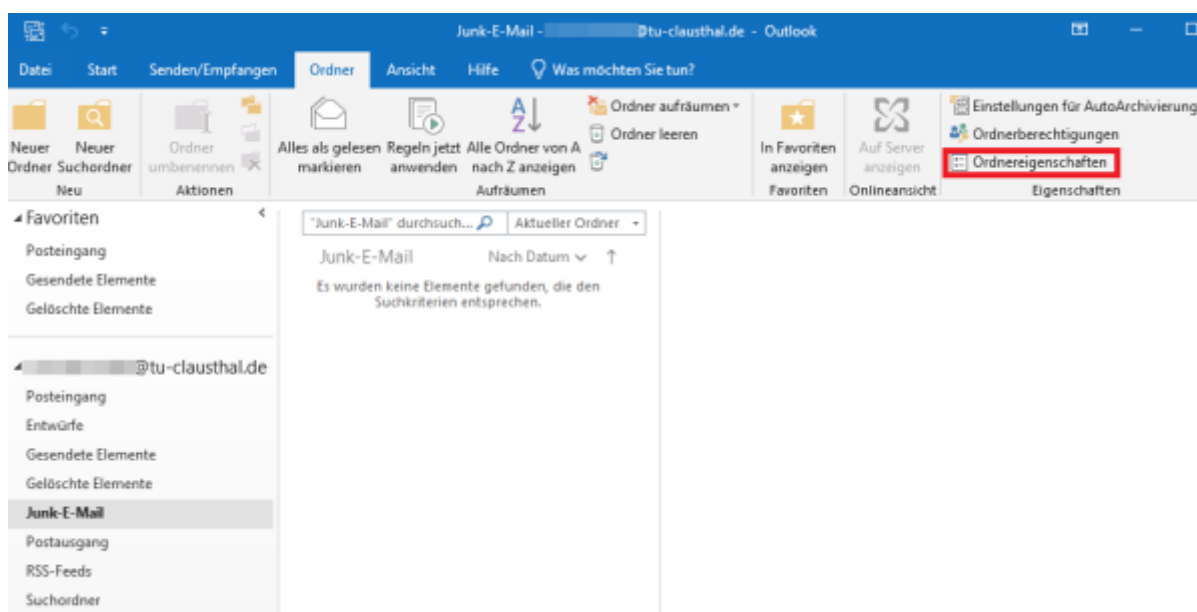 Junk-E-Mail - @tu-clausthal.de - Outlook
Datei Start Senden/Empfangen Ordner Ansicht Hilfe Was möchten Sie tun?
Neuer Ordner
Neuer Suchordner
Neu
Ordner umbenennen
Aktionen
Alles als gelesen markieren
Regeln jetzt anwenden
Alle Ordner von A nach Z anzeigen
Ordner aufräumen
Ordner leeren
Aufräumen
In Favoriten anzeigen
Favoriten
Auf Server anzeigen
Onlineansicht
Einstellungen für AutoArchivierung
Ordnerberechtigungen
Ordnereigenschaften
Eigenschaften
Favoriten
Posteingang
Gesendete Elemente
Gelöschte Elemente
@tu-clausthal.de
Posteingang
Entwürfe
Gesendete Elemente
Gelöschte Elemente
Junk-E-Mail
Postausgang
RSS-Feeds
Suchordner
"Junk-E-Mail" durchsuch... Aktueller Ordner
Junk-E-Mail Nach Datum
Es wurden keine Elemente gefunden, die den
Suchkriterien entsprechen.